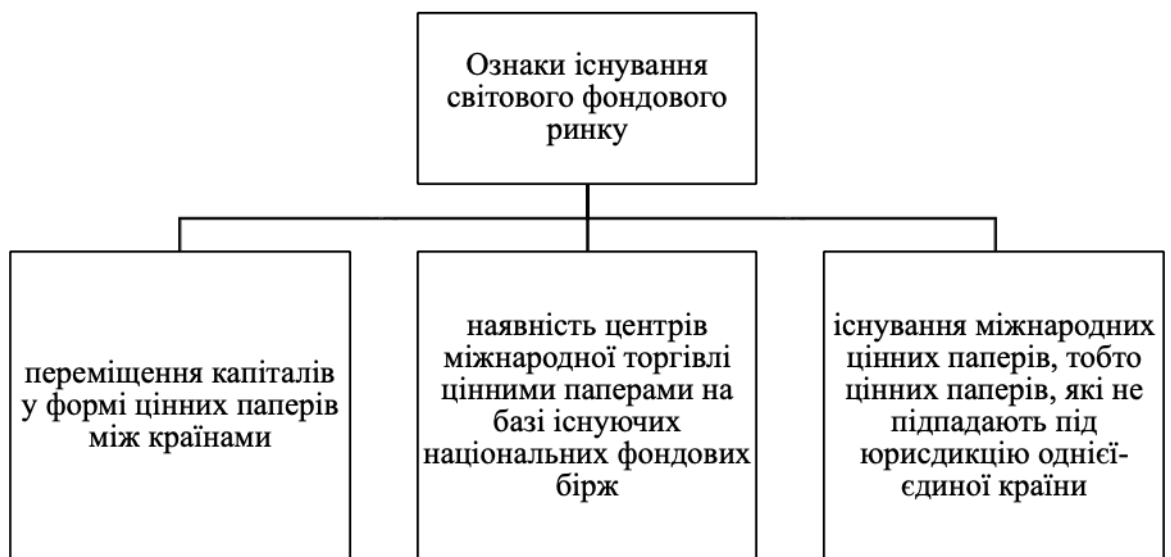 Ознаки існування
світового фондового
ринку
переміщення капіталів
у формі цінних паперів
між країнами
наявність центрів
міжнародної торгівлі
цінними паперами на
базі існуючих
національних фондових
бірж
існування міжнародних
цінних паперів, тобто
цінних паперів, які не
підпадають під
юрисдикцію однієї-
єдиної країни